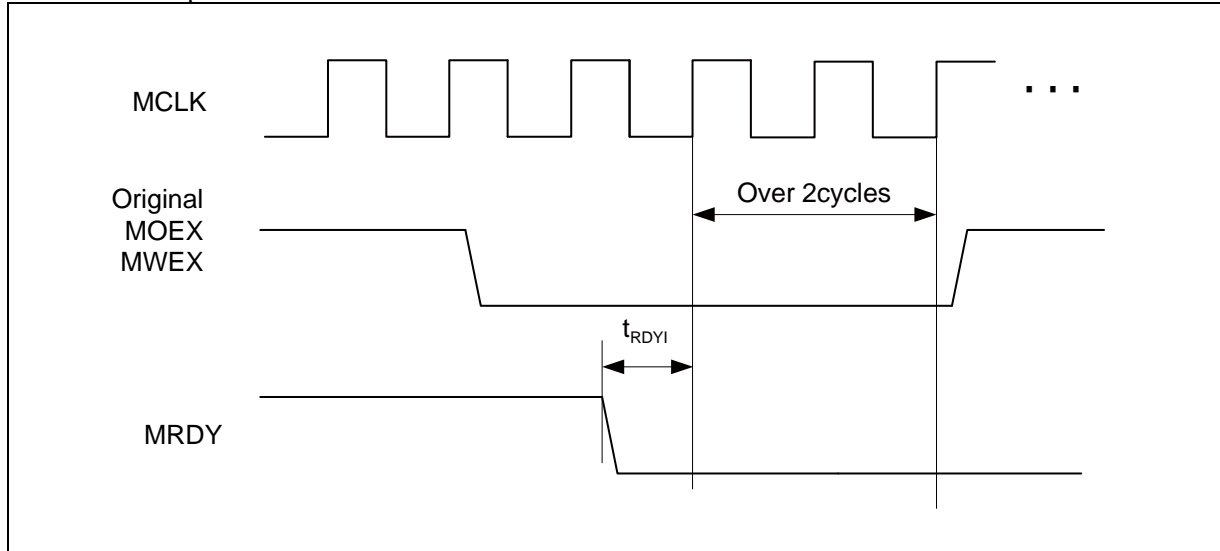 MCLK
. . .
Original
MOEX
MWEX
Over 2cycles
tRDYI
MRDY